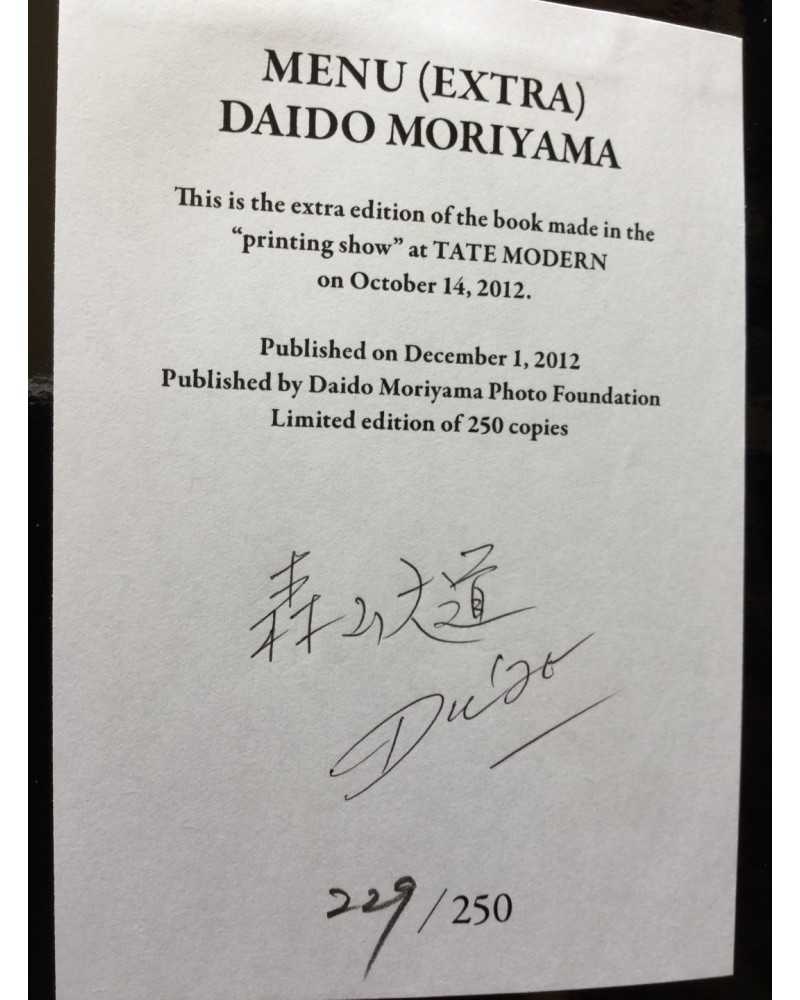 MENU (EXTRA)
DAIDO MORIYAMA
This is the extra edition of the book made in the
“printing show” at TATE MODERN
on October 14, 2012.
Published on December 1, 2012
Published by Daido Moriyama Photo Foundation
Limited edition of 250 copies
森山大道
Daido
229 / 250